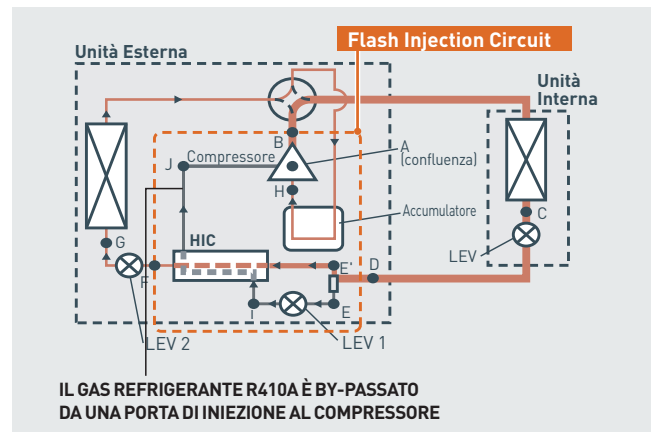 Flash Injection Circuit
Unità Esterna
Unità
Interna
B
A
(confluenza)
J
Compressore
H
Accumulatore
C
G
HIC
LEV
E'
D
F
I
E
LEV 2
LEV 1
IL GAS REFRIGERANTE R410A È BY-PASSATO
DA UNA PORTA DI INIEZIONE AL COMPRESSORE